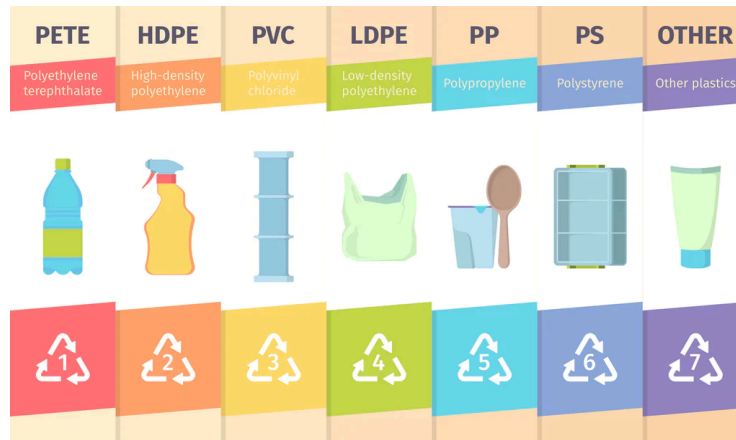 PETE
HDPE
PVC
LDPE
PP
PS
OTHER
Polyethylene
terephthalate
High-density
polyethylene
Polyvinyl
chloride
Low-density
polyethylene
Polypropylene
Polystyrene
Other plastics
1
2
3
4
5
6
7